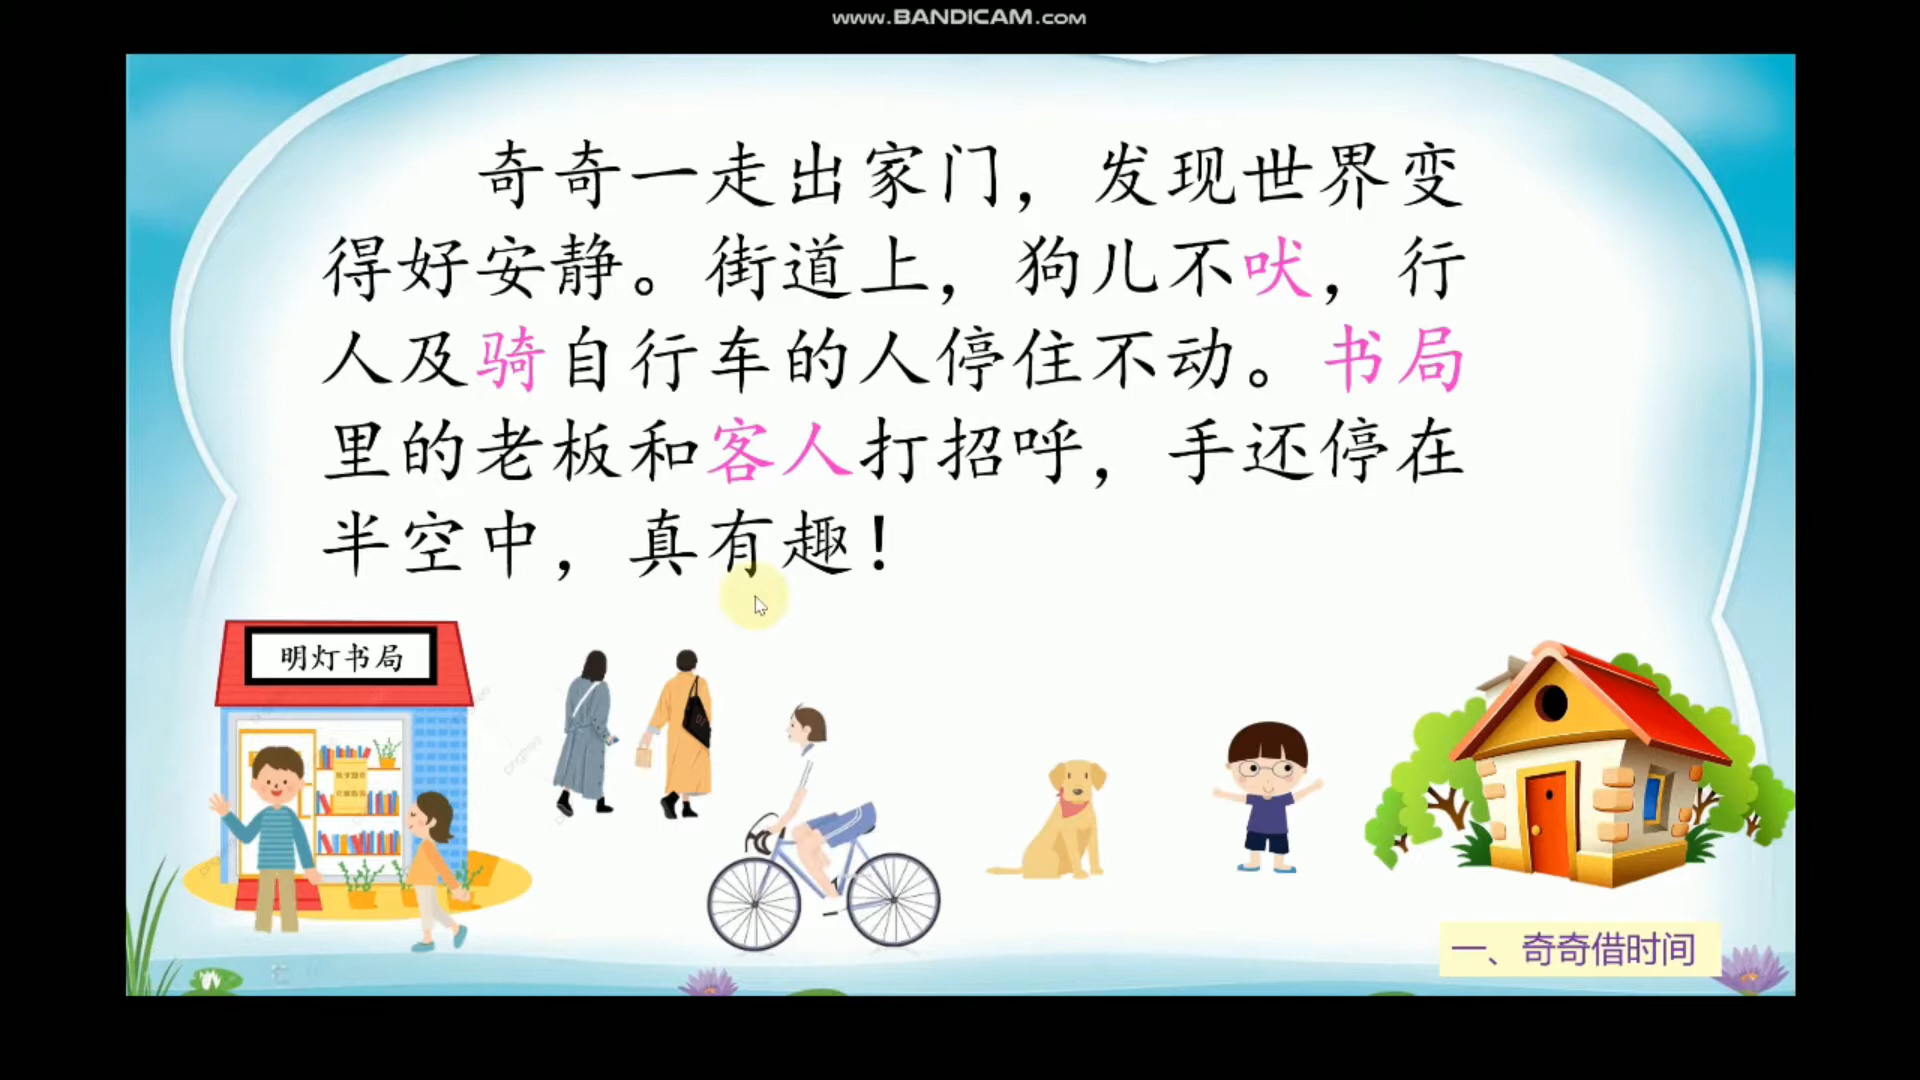 www.BANDICAM.com
奇奇一走出家门，发现世界变
得好安静。街道上，狗儿不吠，行
人及骑自行车的人停住不动。书局
里的老板和客人打招呼，手还停在
半空中，真有趣！
明灯书局
一、奇奇借时间